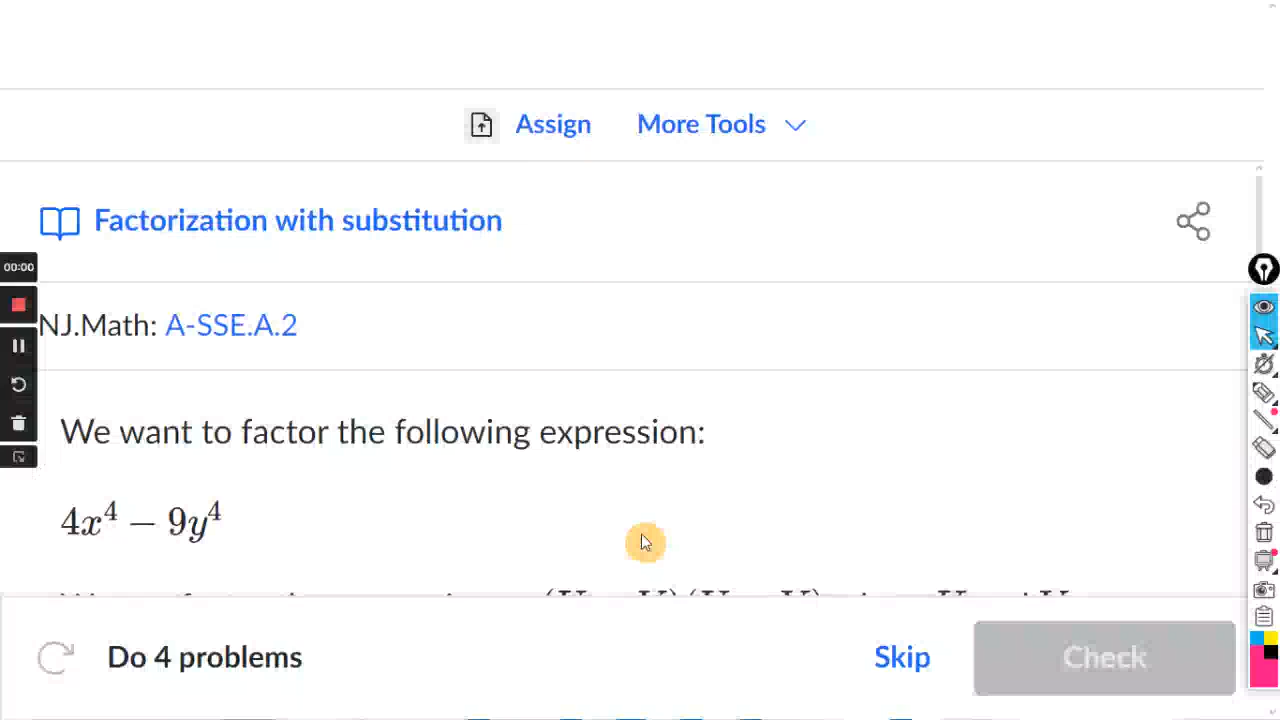 Assign More Tools
Factorization with substitution
00:00
NJ.Math: A-SSE.A.2
We want to factor the following expression:
4x⁴ − 9y⁴
Do 4 problems Skip Check